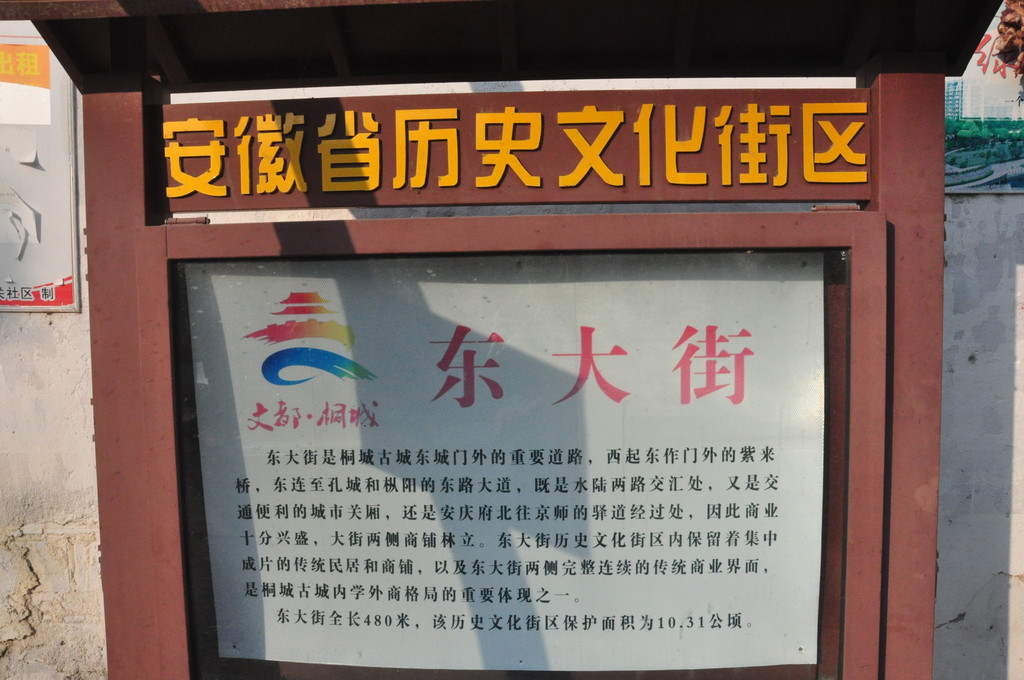 出租
安徽省历史文化街区
关社区 制
东大街
文都·桐城
东大街是桐城古城东城门外的重要道路，西起东作门外的紫来
桥，东连至孔城和枞阳的东路大道，既是水陆两路交汇处，又是交
通便利的城市关厢，还是安庆府北往京师的驿道经过处，因此商业
十分兴盛，大街两侧商铺林立。东大街历史文化街区内保留着集中
成片的传统民居和商铺，以及东大街两侧完整连续的传统商业界面，
是桐城古城内学外商格局的重要体现之一。
东大街全长480米，该历史文化街区保护面积为10.31公顷。